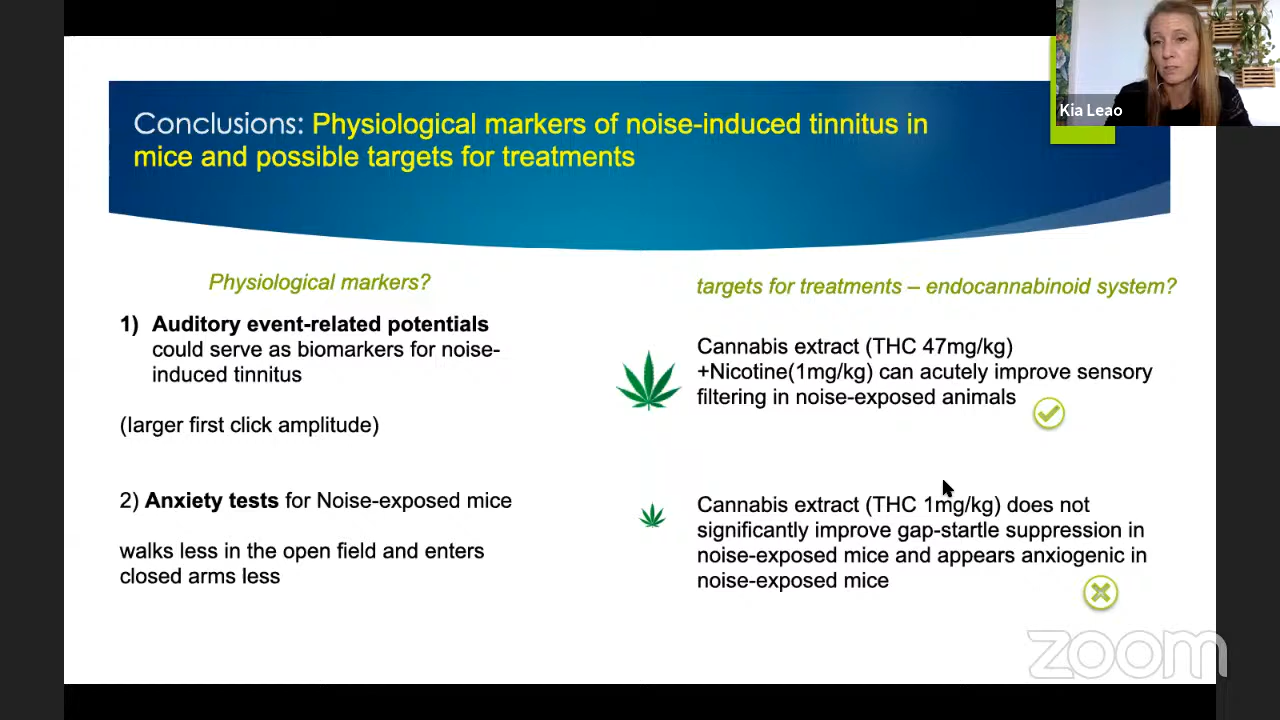 Kia Leao
Conclusions: Physiological markers of noise-induced tinnitus in
mice and possible targets for treatments
Physiological markers?
1) Auditory event-related potentials
could serve as biomarkers for noise-
induced tinnitus
(larger first click amplitude)
2) Anxiety tests for Noise-exposed mice
walks less in the open field and enters
closed arms less
targets for treatments – endocannabinoid system?
Cannabis extract (THC 47mg/kg)
+Nicotine(1mg/kg) can acutely improve sensory
filtering in noise-exposed animals
Cannabis extract (THC 1mg/kg) does not
significantly improve gap-startle suppression in
noise-exposed mice and appears anxiogenic in
noise-exposed mice
zoom